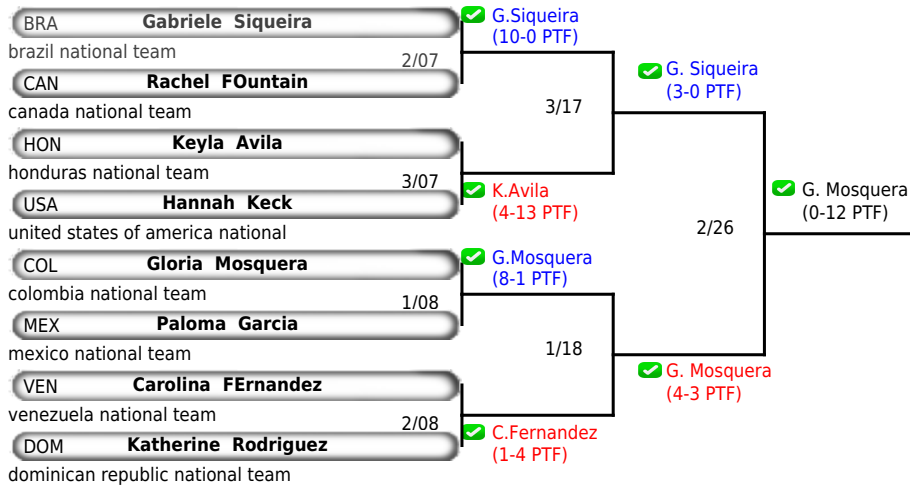 BRA Gabriele Siqueira
brazil national team
2/07
CAN Rachel FOuntain
canada national team
HON Keyla Avila
honduras national team
3/07
USA Hannah Keck
united states of america national
COL Gloria Mosquera
colombia national team
1/08
MEX Paloma Garcia
mexico national team
VEN Carolina FErnandez
venezuela national team
2/08
DOM Katherine Rodriguez
dominican republic national team
G.Siqueira
(10-0 PTF)
3/17
K.Avila
(4-13 PTF)
G.Mosquera
(8-1 PTF)
1/18
C.Fernandez
(1-4 PTF)
G. Siqueira
(3-0 PTF)
2/26
G. Mosquera
(4-3 PTF)
G. Mosquera
(0-12 PTF)